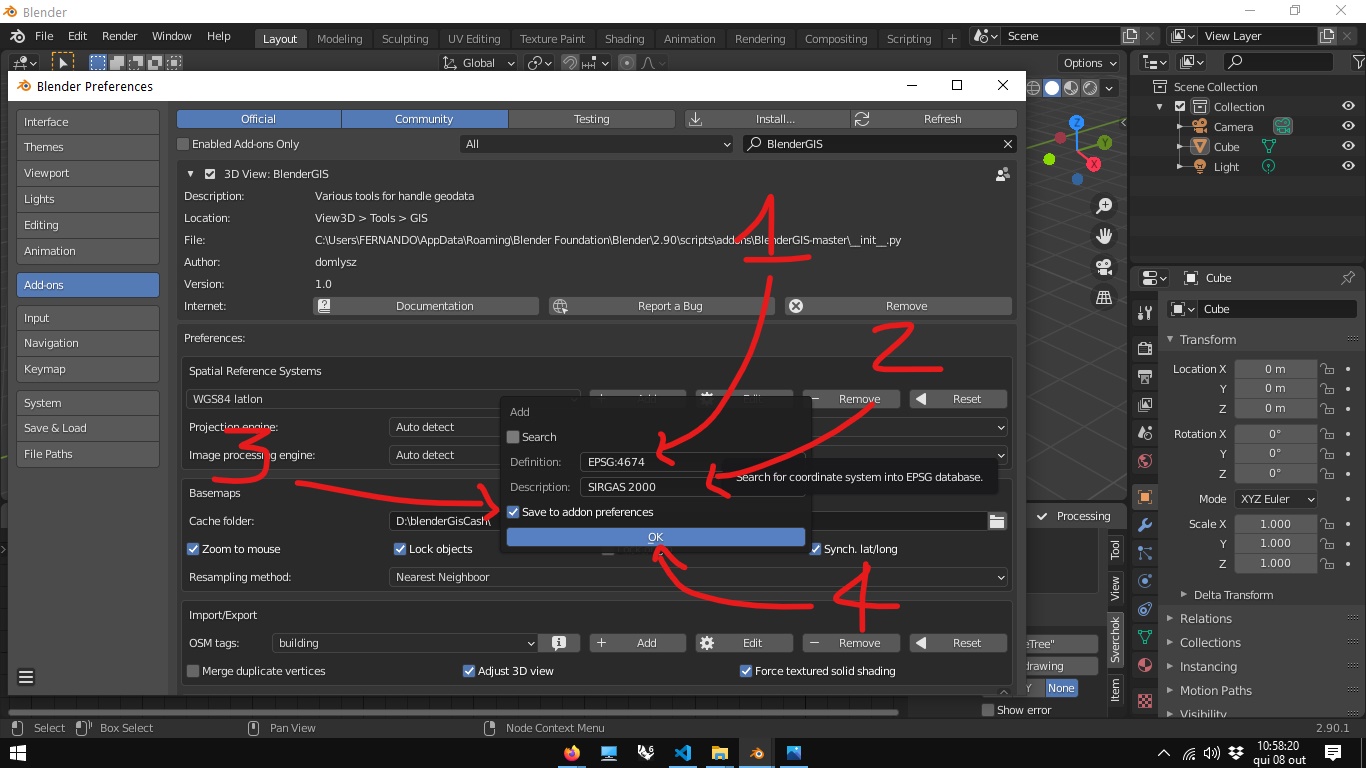 Blender
File Edit Render Window Help Layout Modeling Sculpting UV Editing Texture Paint Shading Animation Rendering Compositing Scripting + Scene View Layer
Global Options
Blender Preferences
Interface
Themes
Viewport
Lights
Editing
Animation
Add-ons
Input
Navigation
Keymap
System
Save & Load
File Paths
Official Community Testing Install... Refresh
Enabled Add-ons Only All BlenderGIS
3D View: BlenderGIS
Description: Various tools for handle geodata
Location: View3D > Tools > GIS
File: C:\Users\FERNANDO\AppData\Roaming\Blender Foundation\Blender\2.90\scripts\addons\BlenderGIS-master\__init__.py
Author: domlysz
Version: 1.0
Internet: Documentation Report a Bug Remove
Preferences:
Spatial Reference Systems
WGS84 latlon Remove Reset
Projection engine: Auto detect
Image processing engine: Auto detect
Basemaps
Cache folder: D:\blenderGisCash\
Zoom to mouse Lock objects Synch. lat/long
Resampling method: Nearest Neighboor
Import/Export
OSM tags: building Add Edit Remove Reset
Merge duplicate vertices Adjust 3D view Force textured solid shading
Add
Search
Definition: EPSG:4674
Description: SIRGAS 2000
Search for coordinate system into EPSG database.
Save to addon preferences
OK
1
2
3
4
Z
Y
X
Processing
Tool
View
Sverchok
Item
eTree"
drawing
Y None
Show error
Scene Collection
Collection
Camera
Cube
Light
Cube
Cube
Transform
Location X 0 m
Y 0 m
Z 0 m
Rotation X 0°
Y 0°
Z 0°
Mode XYZ Euler
Scale X 1.000
Y 1.000
Z 1.000
Delta Transform
Relations
Collections
Instancing
Motion Paths
Visibility
Select Box Select Pan View Node Context Menu 2.90.1
10:58:20
qui 08 out